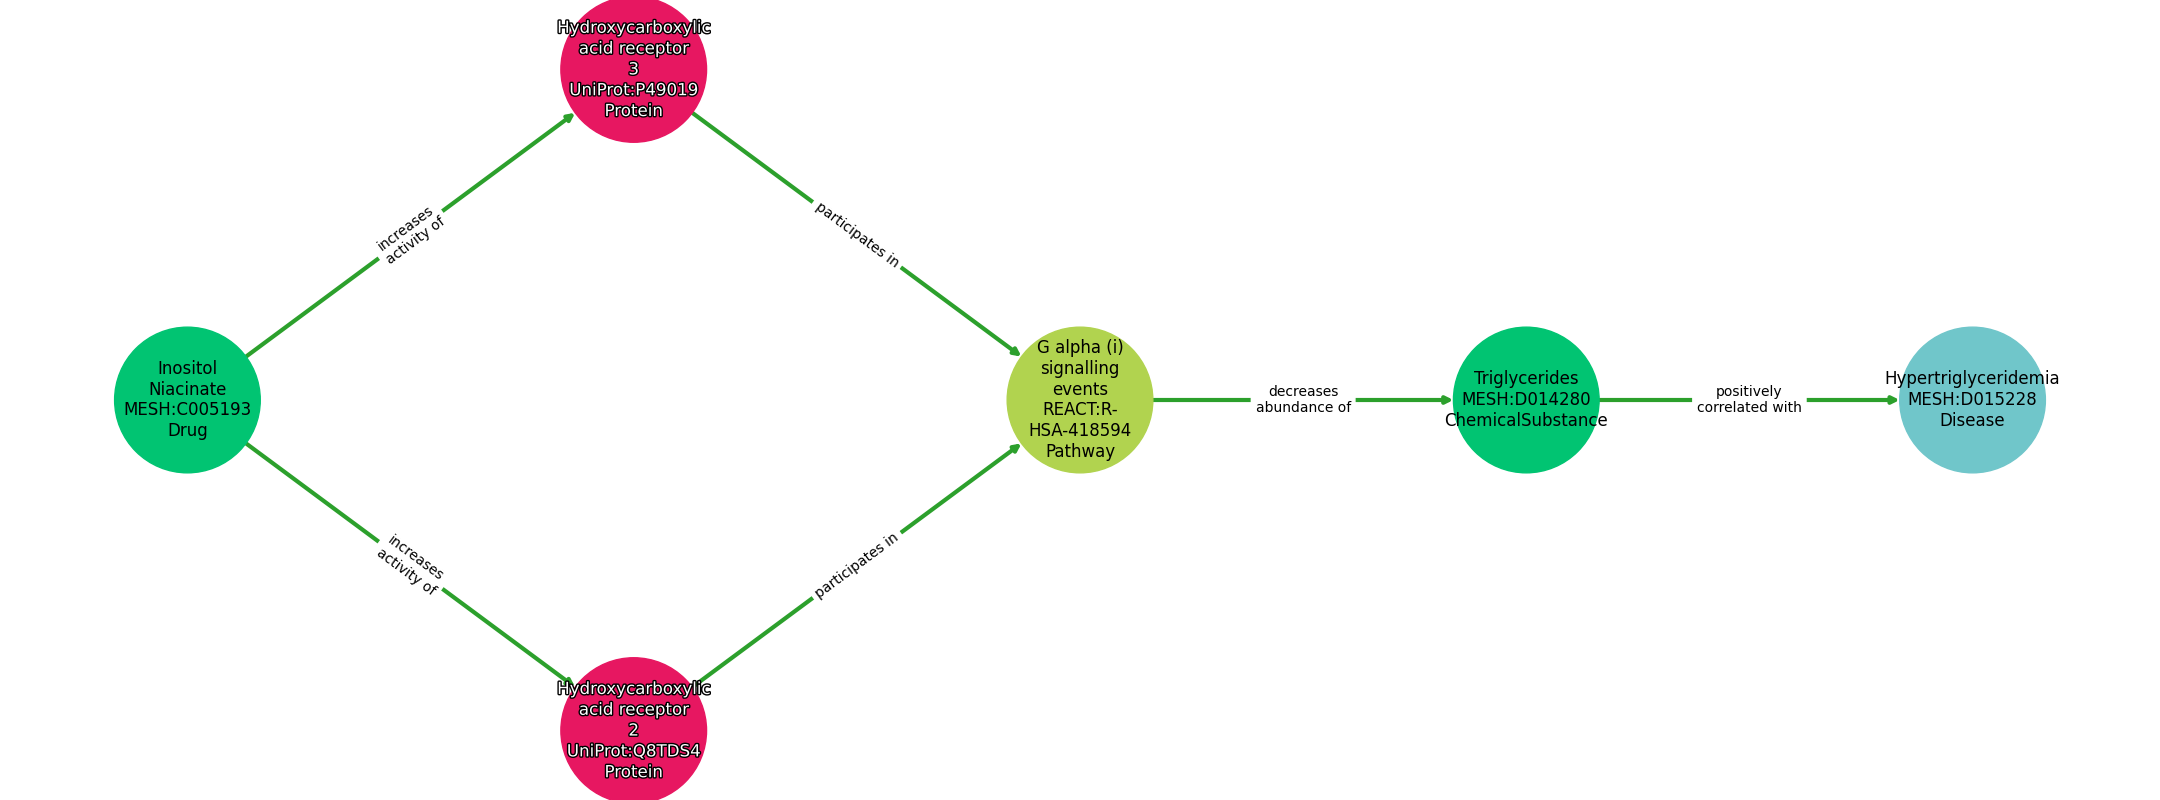 Hydroxycarboxylic
acid receptor
3
UniProt:P49019
Protein
increases
activity of
participates in
Inositol
Niacinate
MESH:C005193
Drug
G alpha (i)
signalling
events
REACT:R-
HSA-418594
Pathway
decreases
abundance of
Triglycerides
MESH:D014280
ChemicalSubstance
positively
correlated with
Hypertriglyceridemia
MESH:D015228
Disease
increases
activity of
participates in
Hydroxycarboxylic
acid receptor
2
UniProt:Q8TDS4
Protein